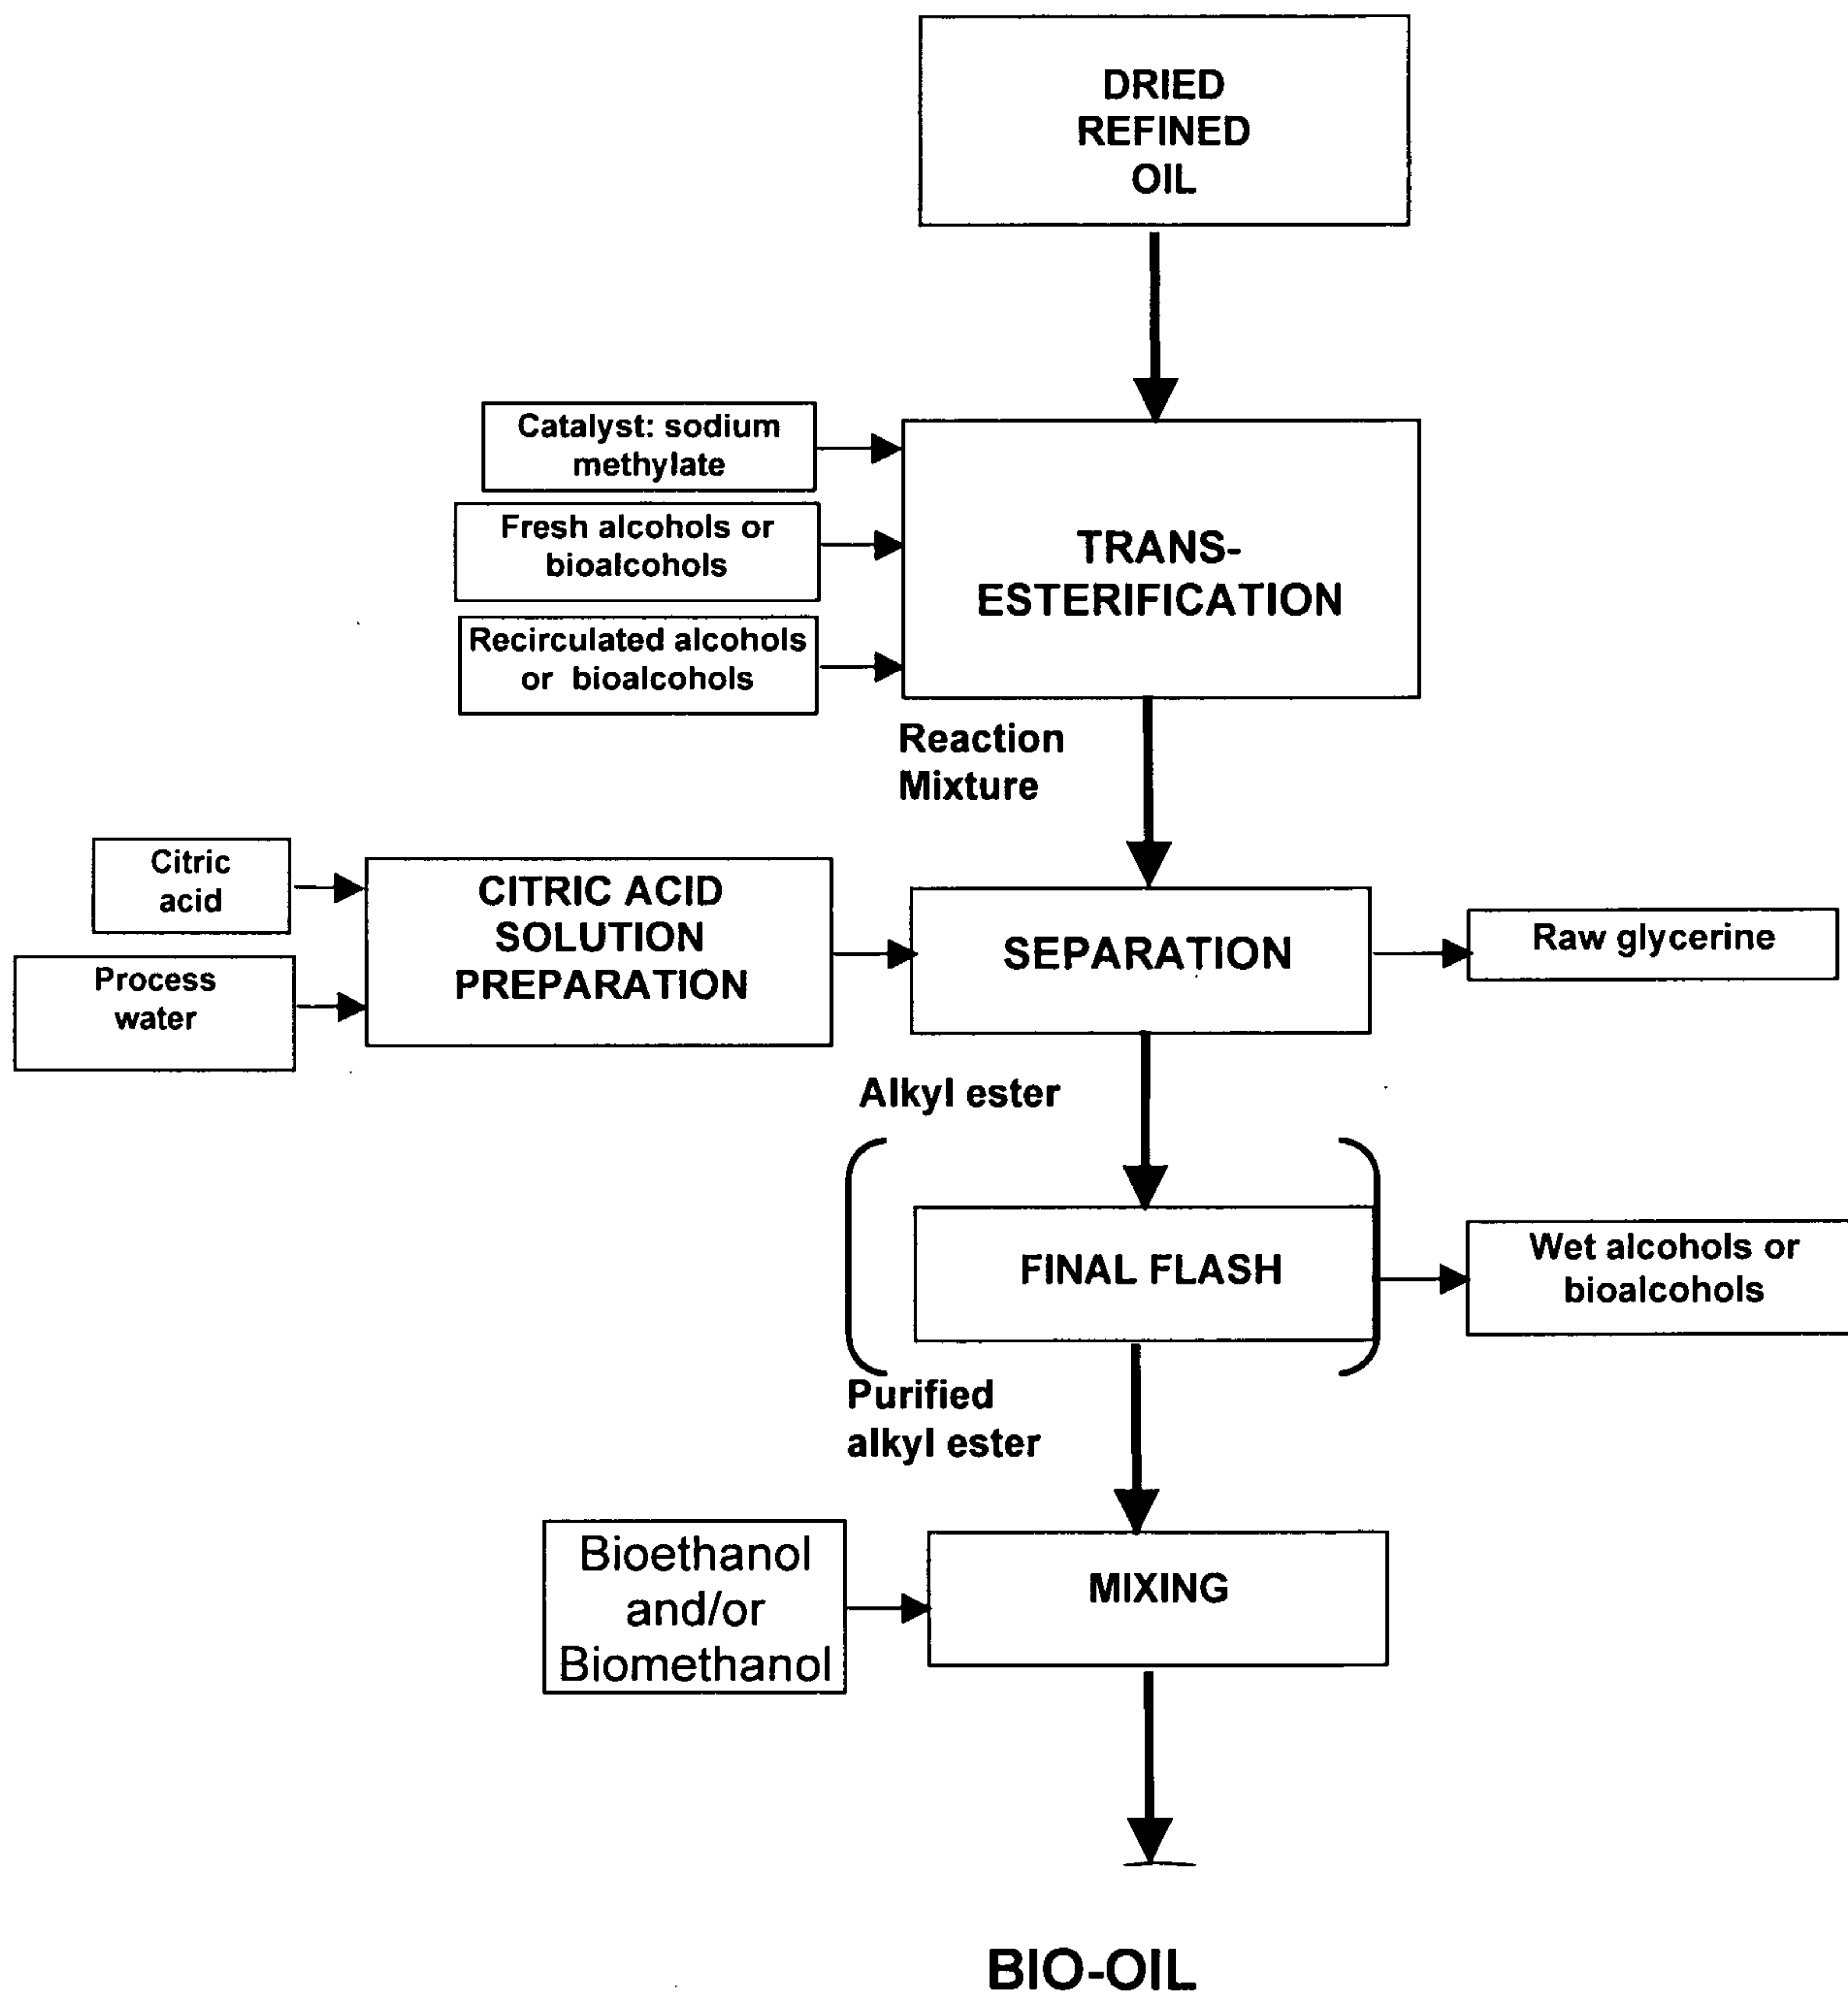 DRIED
REFINED
OIL
Catalyst: sodium
methylate
Fresh alcohols or
bioalcohols
Recirculated alcohols
or bioalcohols
TRANS-
ESTERIFICATION
Reaction
Mixture
Citric
acid
Process
water
CITRIC ACID
SOLUTION
PREPARATION
SEPARATION
Raw glycerine
Alkyl ester
FINAL FLASH
Wet alcohols or
bioalcohols
Purified
alkyl ester
Bioethanol
and/or
Biomethanol
MIXING
BIO-OIL